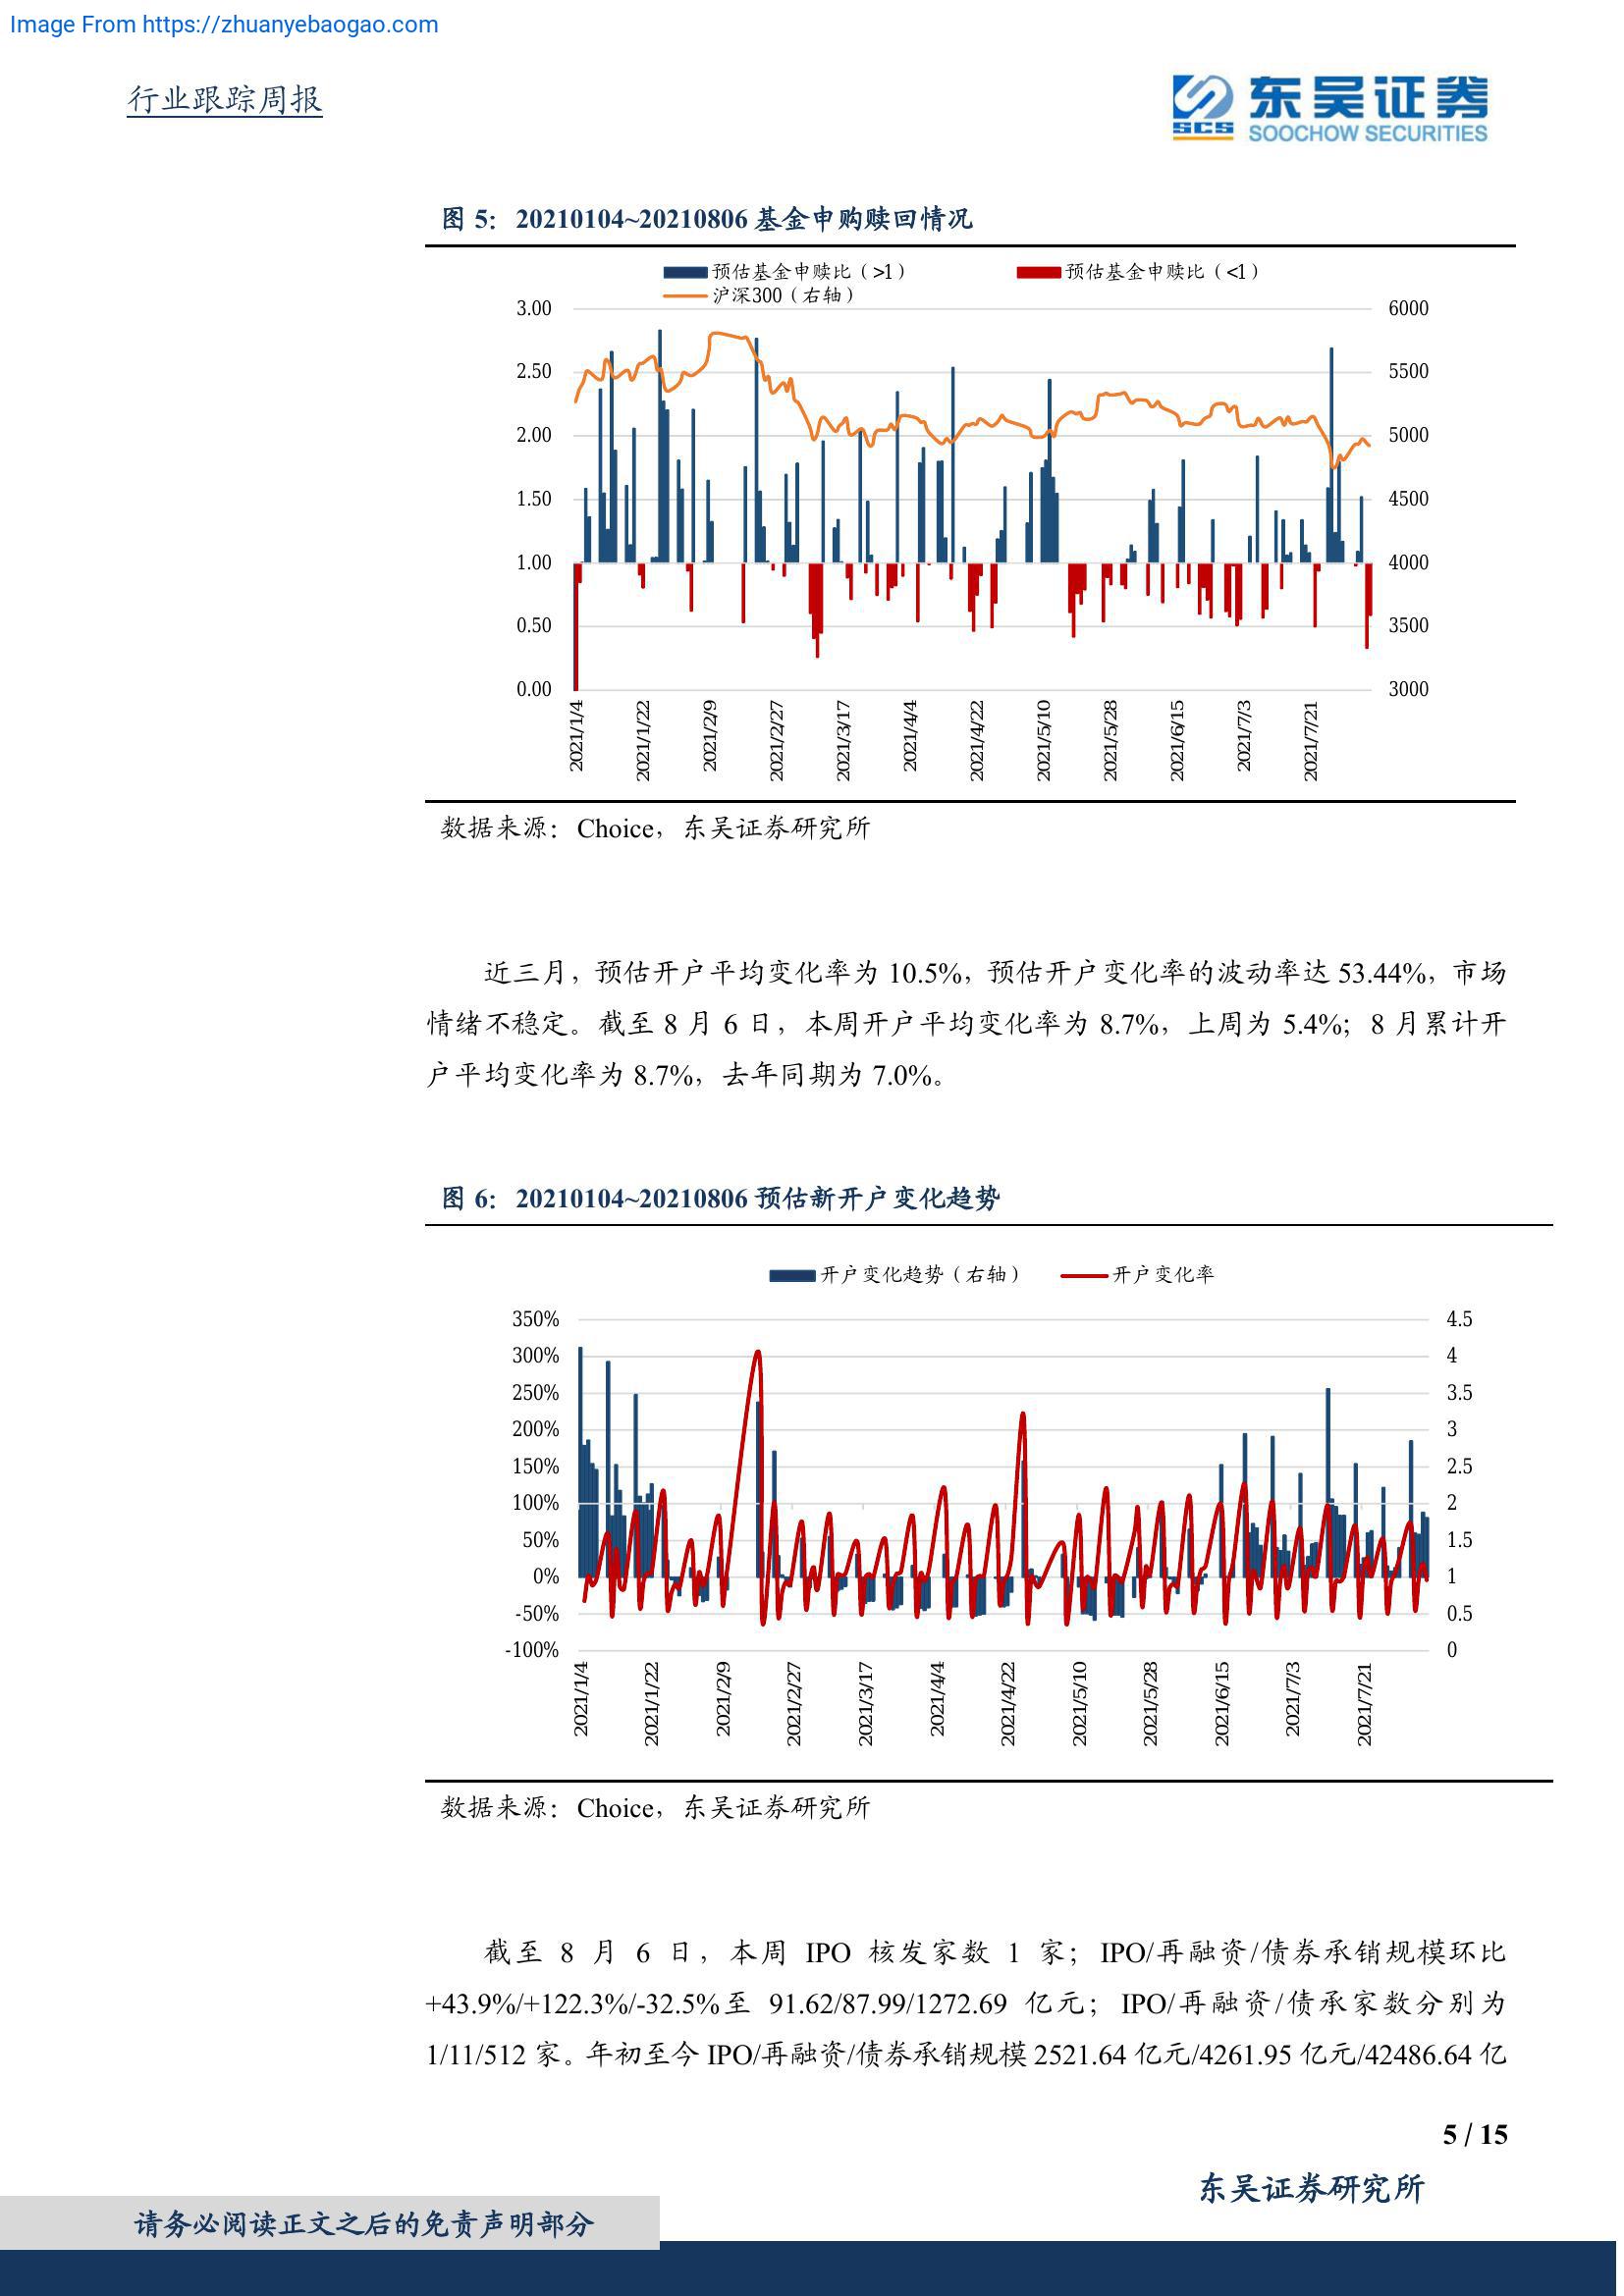 Image From https://zhuanyebaogao.com
行业跟踪周报
SCS 东吴证券
SOOCHOW SECURITIES
图 5： 20210104~20210806 基金申购赎回情况
预估基金申赎比（>1） 预估基金申赎比（<1）
沪深300（右轴）
3.00 6000
2.50 5500
2.00 5000
1.50 4500
1.00 4000
0.50 3500
0.00 3000
2021/1/4 2021/1/22 2021/2/9 2021/2/27 2021/3/17 2021/4/4 2021/4/22 2021/5/10 2021/5/28 2021/6/15 2021/7/3 2021/7/21
数据来源：Choice，东吴证券研究所
近三月，预估开户平均变化率为 10.5%，预估开户变化率的波动率达 53.44%，市场
情绪不稳定。截至 8 月 6 日，本周开户平均变化率为 8.7%，上周为 5.4%；8 月累计开
户平均变化率为 8.7%，去年同期为 7.0%。
图 6： 20210104~20210806 预估新开户变化趋势
开户变化趋势（右轴） 开户变化率
350% 4.5
300% 4
250% 3.5
200% 3
150% 2.5
100% 2
50% 1.5
0% 1
-50% 0.5
-100% 0
2021/1/4 2021/1/22 2021/2/9 2021/2/27 2021/3/17 2021/4/4 2021/4/22 2021/5/10 2021/5/28 2021/6/15 2021/7/3 2021/7/21
数据来源：Choice，东吴证券研究所
截至 8 月 6 日，本周 IPO 核发家数 1 家；IPO/再融资/债券承销规模环比
+43.9%/+122.3%/-32.5%至 91.62/87.99/1272.69 亿元；IPO/再融资/债承家数分别为
1/11/512 家。年初至今 IPO/再融资/债券承销规模 2521.64 亿元/4261.95 亿元/42486.64 亿
5 / 15
东吴证券研究所
请务必阅读正文之后的免责声明部分